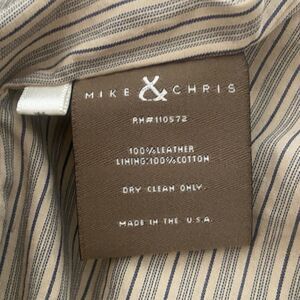 MIKE & CHRIS
RN#110572
100%LEATHER
LINING:100%COTTON
DRY CLEAN ONLY
MADE IN THE U.S.A.